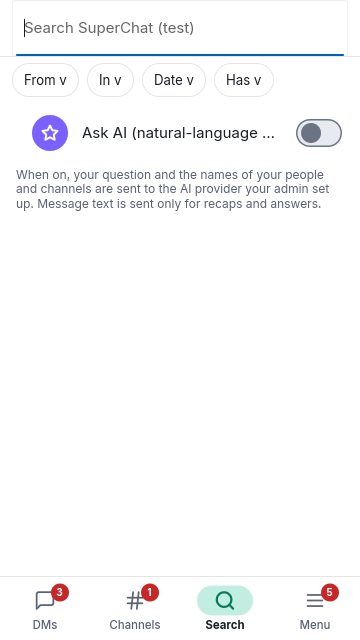 Search SuperChat (test)
From v In v Date v Has v
Ask AI (natural-language ...
When on, your question and the names of your people
and channels are sent to the AI provider your admin set
up. Message text is sent only for recaps and answers.
3 1 5
DMs Channels Search Menu